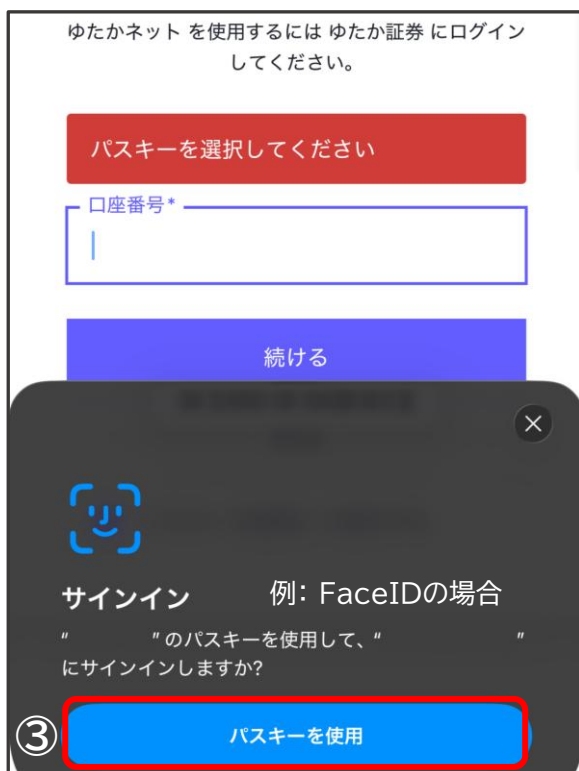 ゆたかネット を使用するには ゆたか証券 にログイン
してください。
パスキーを選択してください
口座番号*
続ける
サインイン
例: FaceIDの場合
“ ”のパスキーを使用して、“ ”
にサインインしますか?
③
パスキーを使用